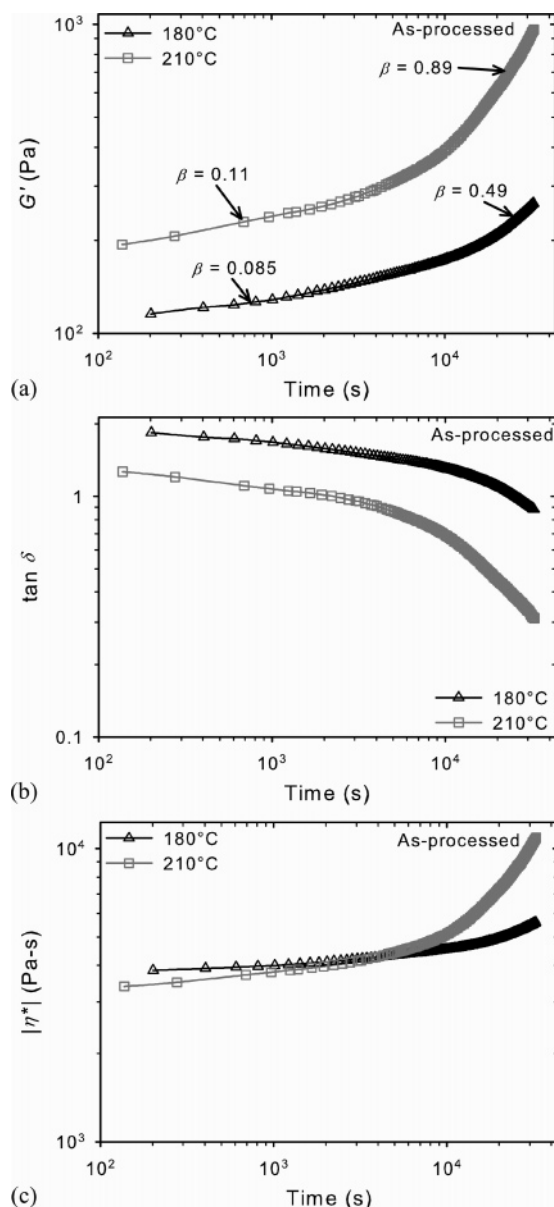 10³
180°C
As-processed
210°C
β = 0.89
G' (Pa)
β = 0.11
β = 0.49
β = 0.085
10²
10² 10³ 10⁴
(a)
Time (s)
As-processed
1
tan δ
180°C
210°C
0.1
10² 10³ 10⁴
(b)
Time (s)
180°C
As-processed
10⁴
210°C
|η*| (Pa-s)
10³
10² 10³ 10⁴
(c)
Time (s)